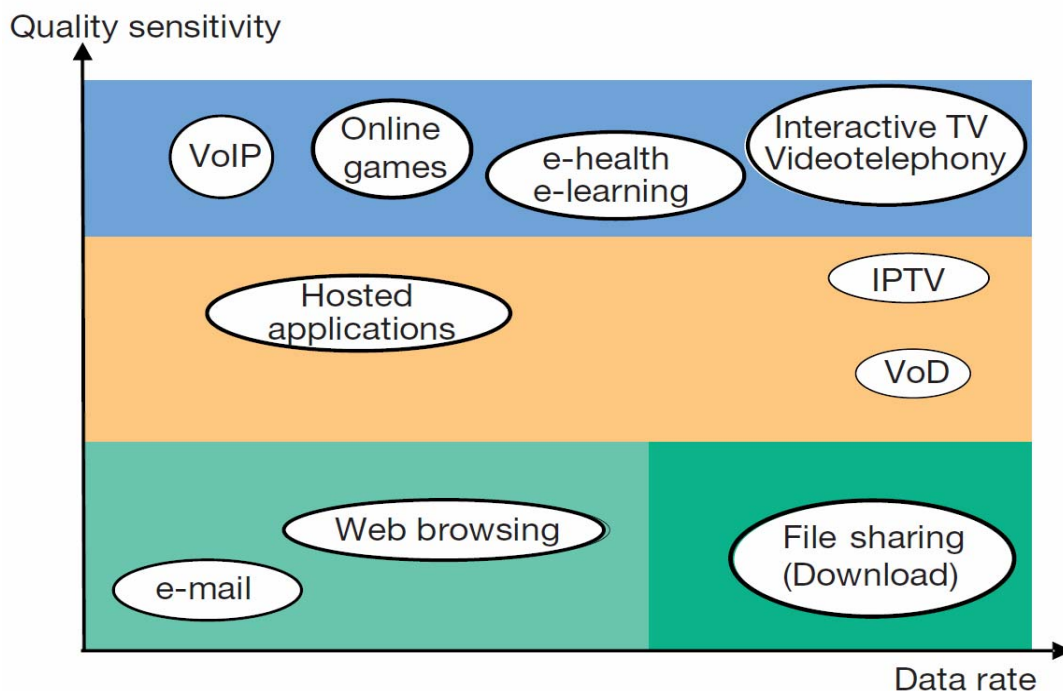 Quality sensitivity
VoIP
Online
games
e-health
e-learning
Interactive TV
Videotelephony
Hosted
applications
IPTV
VoD
Web browsing
e-mail
File sharing
(Download)
Data rate